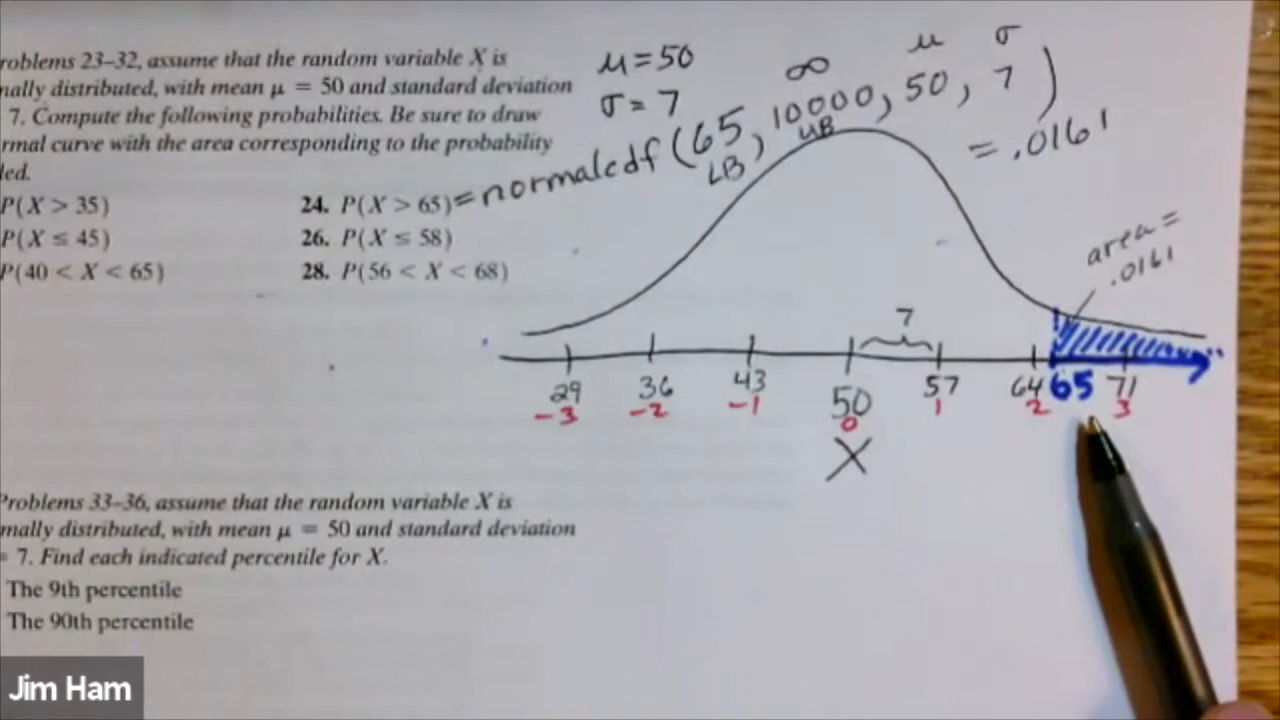 roblems 23–32, assume that the random variable X is
nally distributed, with mean μ = 50 and standard deviation
7. Compute the following probabilities. Be sure to draw
rmal curve with the area corresponding to the probability
led.
P(X > 35)
24. P(X > 65) = normalcdf (65, 10000, 50, 7)
P(X ≤ 45)
26. P(X ≤ 58)
P(40 < X < 65)
28. P(56 < X < 68)
μ = 50
σ = 7
∞
μ
σ
LB
UB
= .0161
area =
.0161
7
29 36 43 50 57 64 65 71
-3 -2 -1 0 1 2 3
X
Problems 33–36, assume that the random variable X is
mally distributed, with mean μ = 50 and standard deviation
= 7. Find each indicated percentile for X.
The 9th percentile
The 90th percentile
Jim Ham